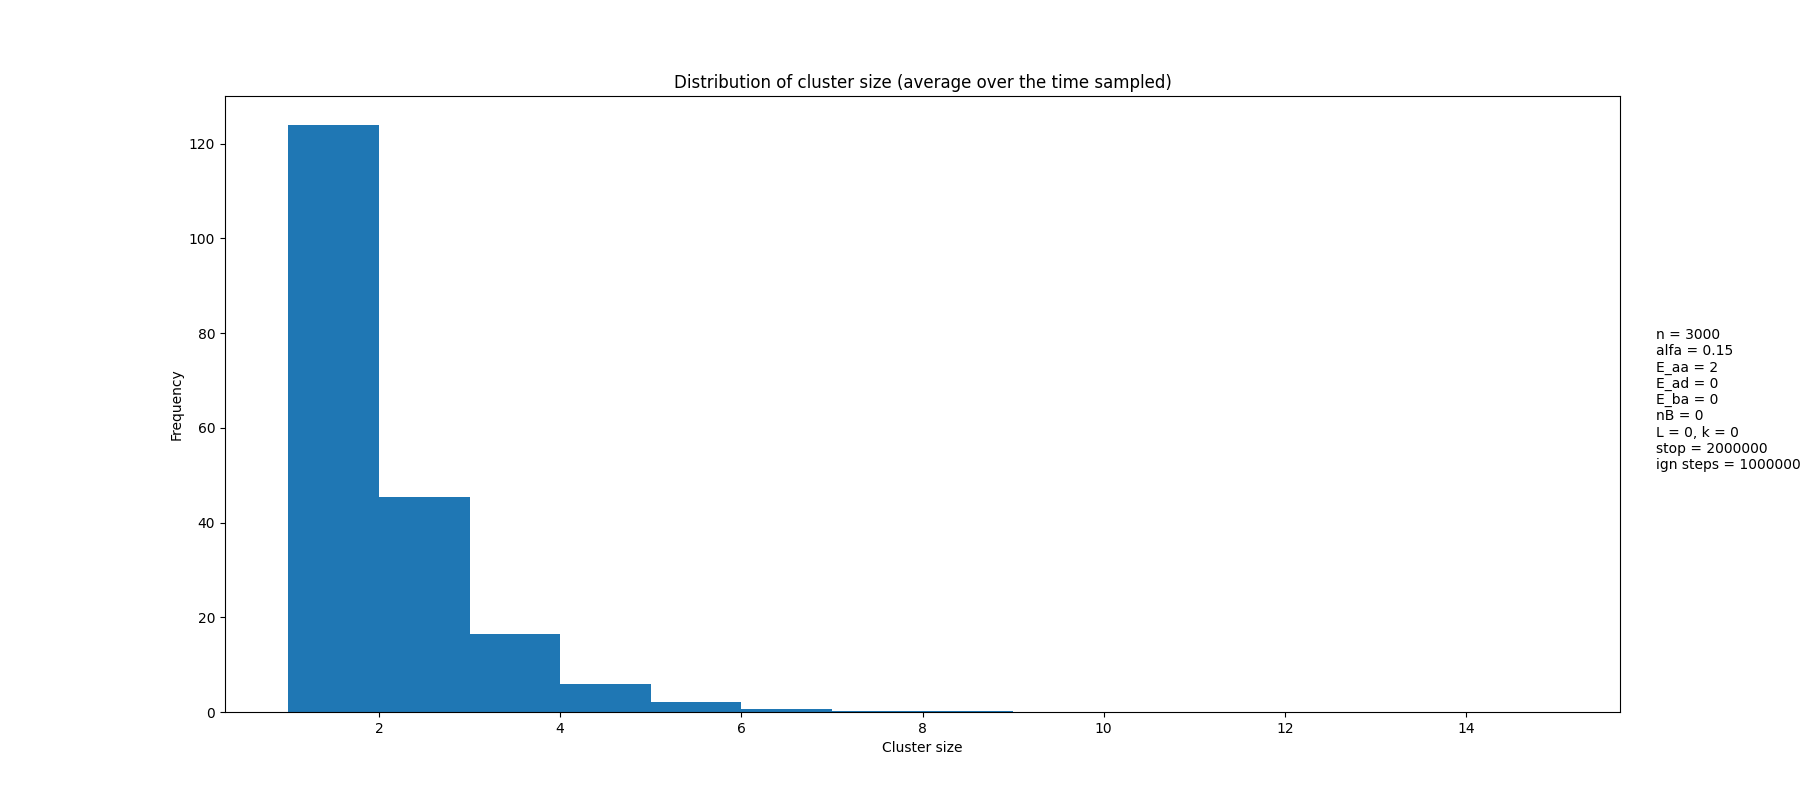 Distribution of cluster size (average over the time sampled)
120
100
80
60
40
20
0
Frequency
2 4 6 8 10 12 14
Cluster size
n = 3000
alfa = 0.15
E_aa = 2
E_ad = 0
E_ba = 0
nB = 0
L = 0, k = 0
stop = 2000000
ign steps = 1000000